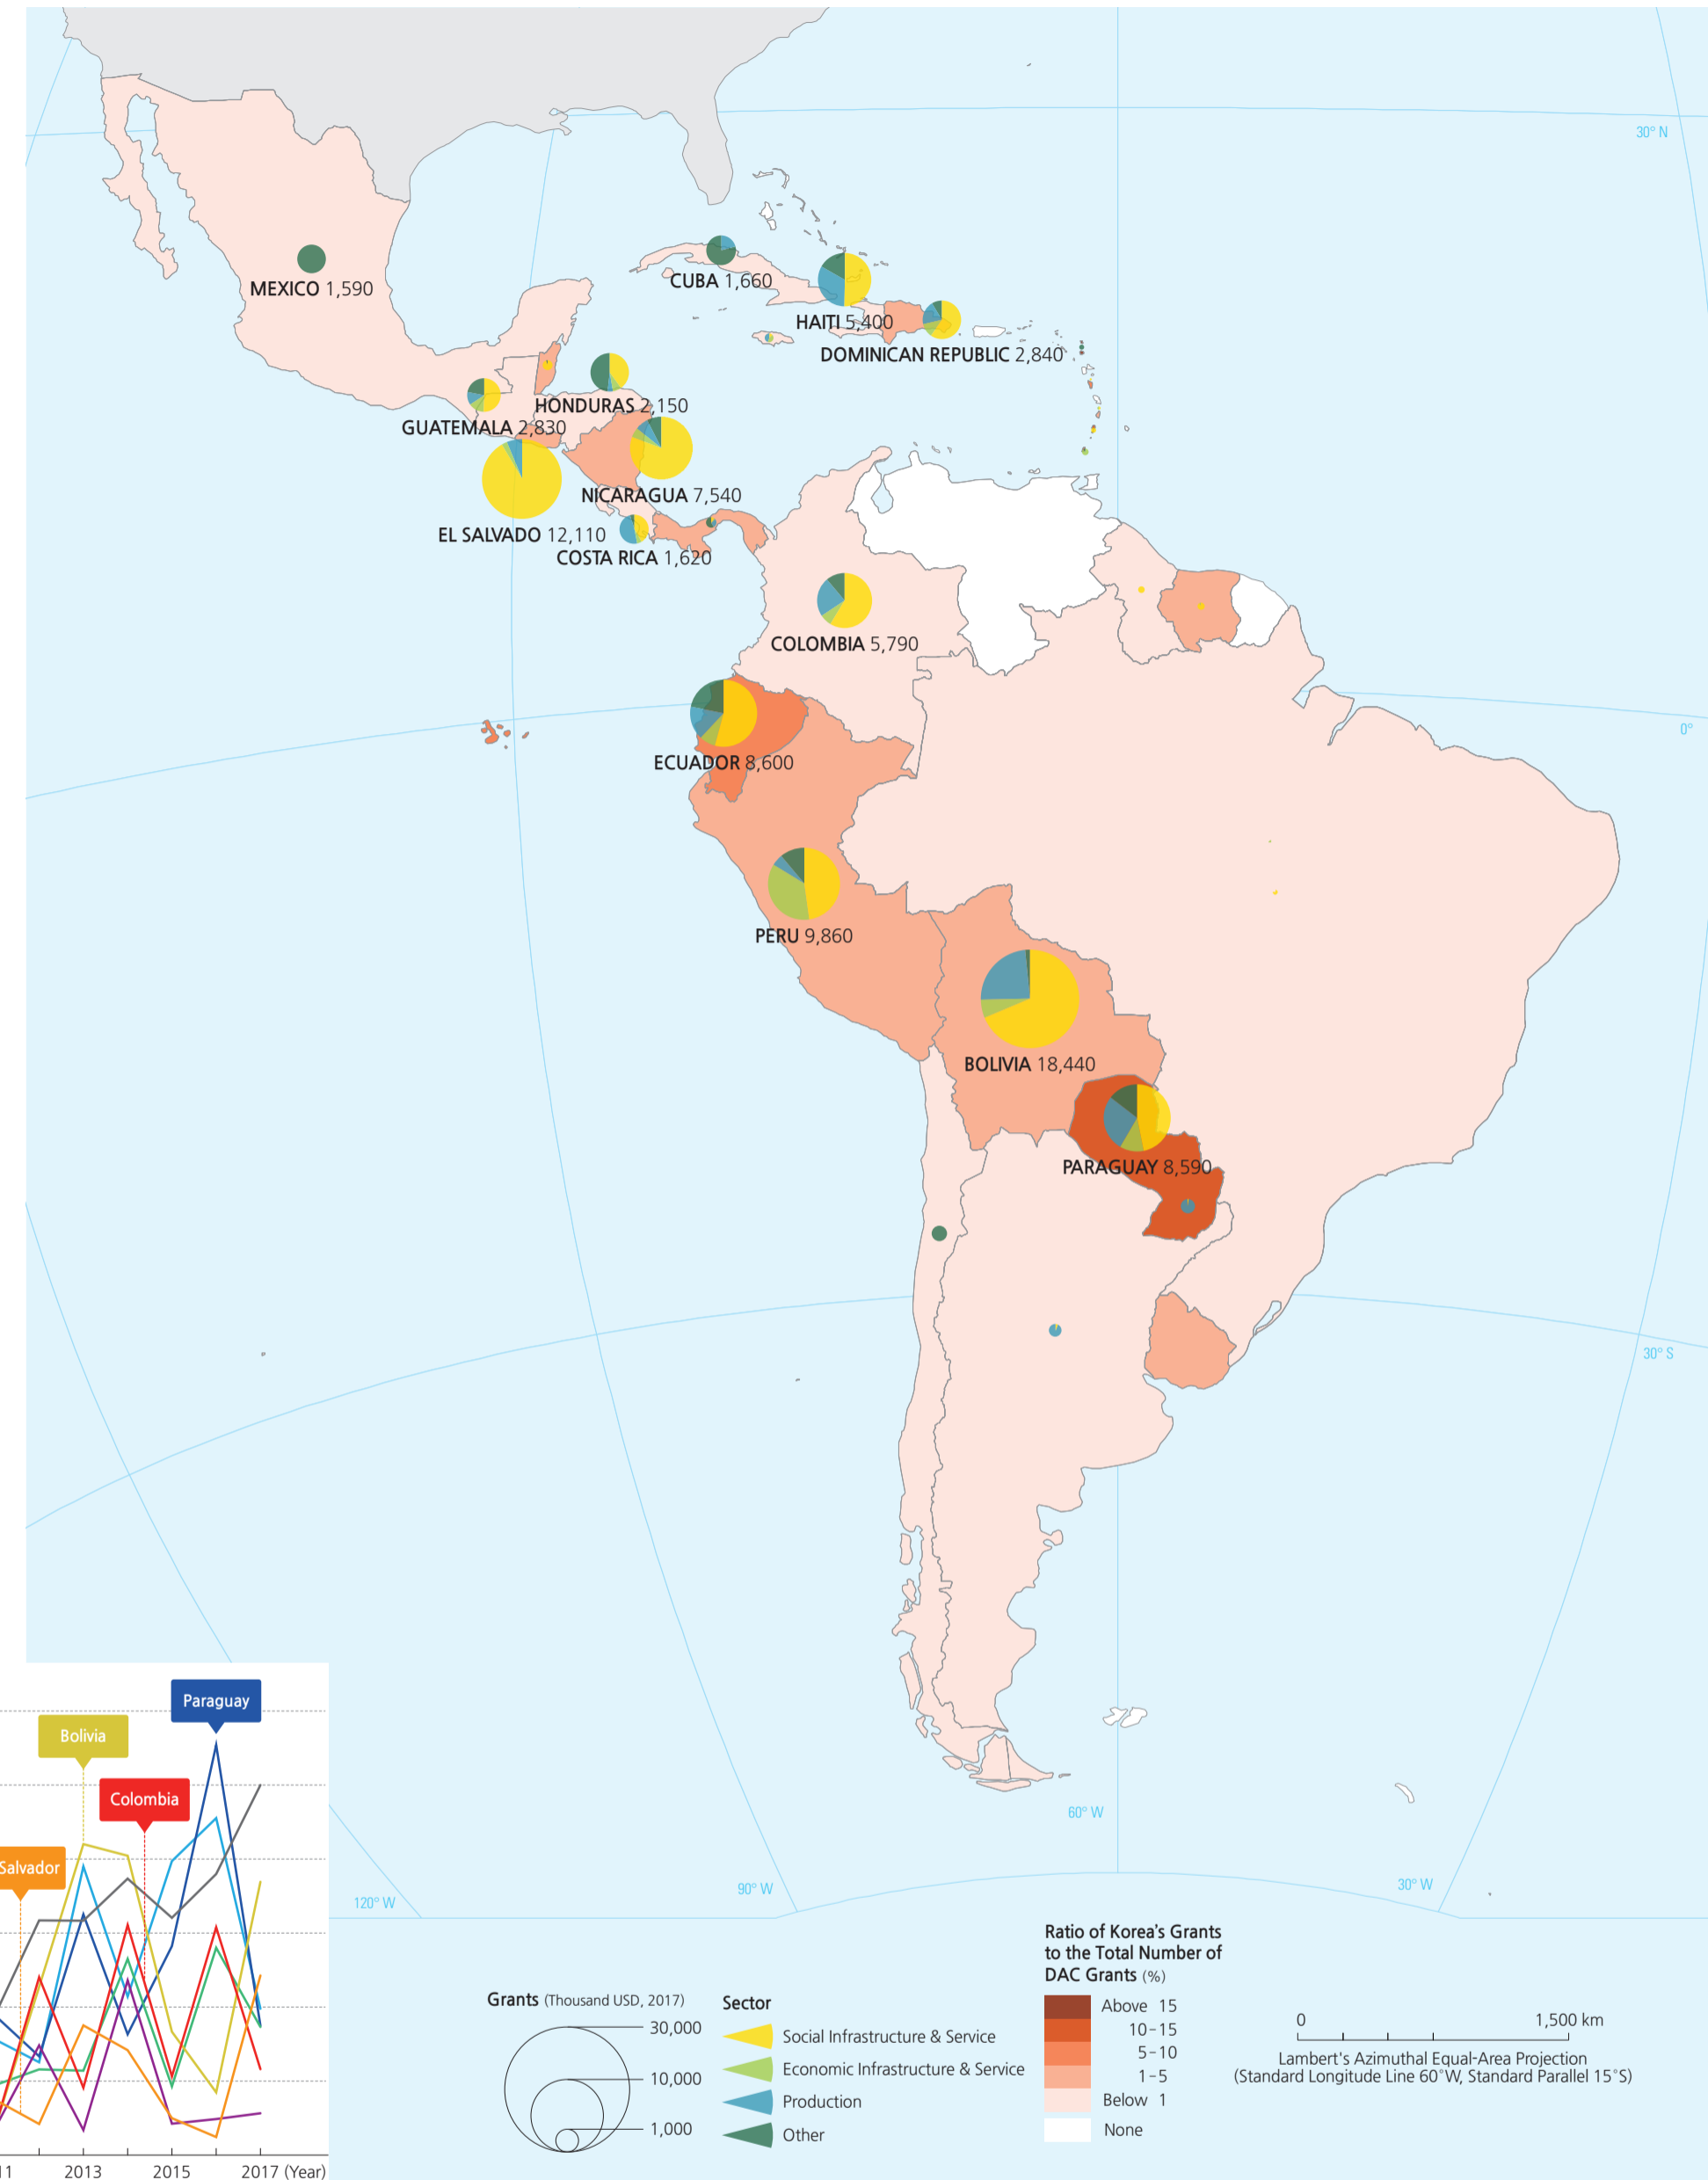 30° N
MEXICO 1,590
CUBA 1,660
HAITI 5,400
DOMINICAN REPUBLIC 2,840
HONDURAS 2,150
GUATEMALA 2,830
NICARAGUA 7,540
EL SALVADO 12,110
COSTA RICA 1,620
COLOMBIA 5,790
0°
ECUADOR 8,600
PERU 9,860
BOLIVIA 18,440
PARAGUAY 8,590
30° S
Paraguay
Bolivia
Colombia
Salvador
60° W
90° W
30° W
120° W
11 2013 2015 2017 (Year)
Grants (Thousand USD, 2017)
30,000
10,000
1,000
Sector
Social Infrastructure & Service
Economic Infrastructure & Service
Production
Other
Ratio of Korea's Grants
to the Total Number of
DAC Grants (%)
Above 15
10-15
5-10
1-5
Below 1
None
0 1,500 km
Lambert's Azimuthal Equal-Area Projection
(Standard Longitude Line 60°W, Standard Parallel 15°S)